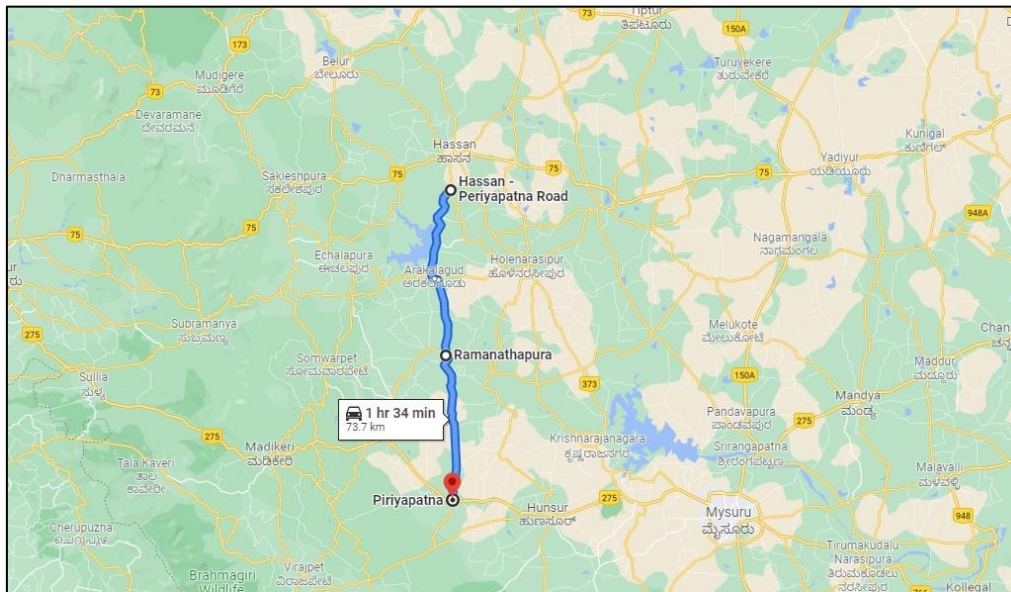 73
Tiptur
ತಿಪಟೂರು
150A
173
Belur
ಬೇಲೂರು
Turuvekere
ತುರುವೇಕೆರೆ
Mudigere
ಮೂಡಿಗೆರೆ
73
Devaramane
ದೇವರಮನೆ
Hassan
ಹಾಸನ
Kunigal
ಕುಣಿಗಲ್
Dharmasthala
Sakleshpura
ಸಕಲೇಶಪುರ
75
75
75
Yadiyur
ಯಡಿಯೂರು
Hassan -
Periyapatna Road
948A
75
Echalapura
ಈಚಲಪುರ
Arakalagud
Holenarasipur
ಹೊಳೆನರಸೀಪುರ
Nagamangala
ನಾಗಮಂಗಲ
275
Subramanya
ಸುಬ್ರಮಣ್ಯ
Melukote
ಮೇಲುಕೋಟೆ
Somwarpet
ಸೋಮವಾರಪೇಟೆ
Ramanathapura
Sullia
ಸುಳ್ಯ
373
150A
Maddur
ಮದ್ದೂರು
Mandya
ಮಂಡ್ಯ
1 hr 34 min
73.7 km
275
Madikeri
ಮಡಿಕೇರಿ
Krishnarajanagara
ಕೃಷ್ಣರಾಜನಗರ
Pandavapura
ಪಾಂಡವಪುರ
275
Srirangapatna
ಶ್ರೀರಂಗಪಟ್ಟಣ
Tala Kaveri
ತಾಲ
ಕಾವೇರೀ
Malavalli
ಮಳವಳ್ಳಿ
Piriyapatna
Hunsur
ಹುಣಸೂರ್
275
Mysuru
ಮೈಸೂರು
948
Cherupuzha
Virajpet
ವಿರಾಜಪೇಟೆ
Tirumakudalu
Narasipura
ತಿರುಮಕೂಡಲು
ನರಸೀಪುರ
Brahmagiri
Wildlife
766
Kollegal